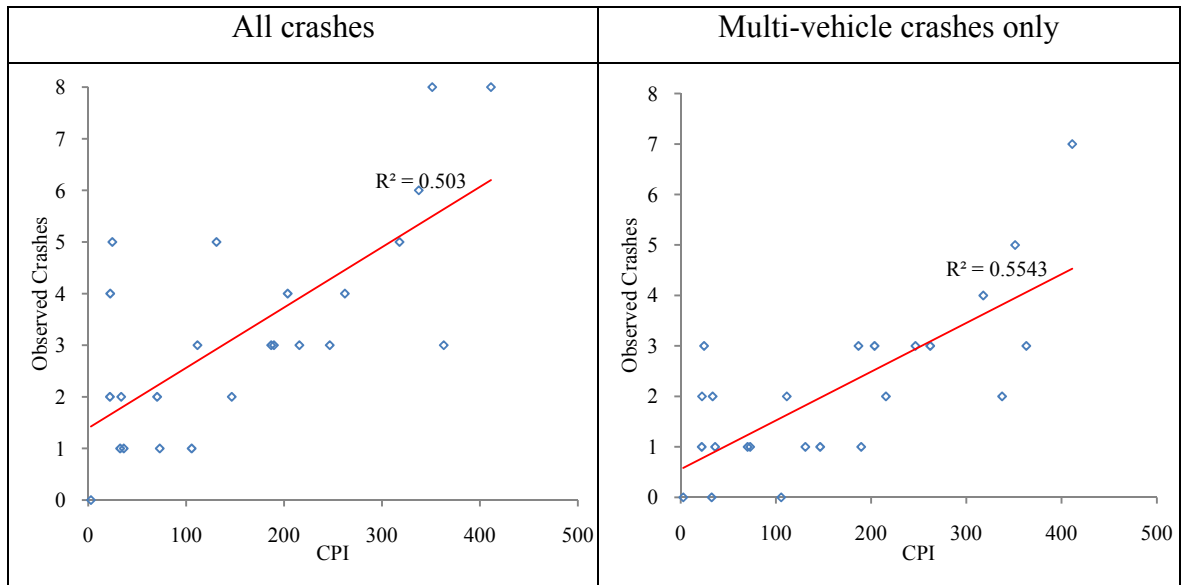 All crashes
Multi-vehicle crashes only
8
7
6
5
4
3
2
1
0
Observed Crashes
R² = 0.503
0 100 200 300 400 500
CPI
8
7
6
5
4
3
2
1
0
Observed Crashes
R² = 0.5543
0 100 200 300 400 500
CPI